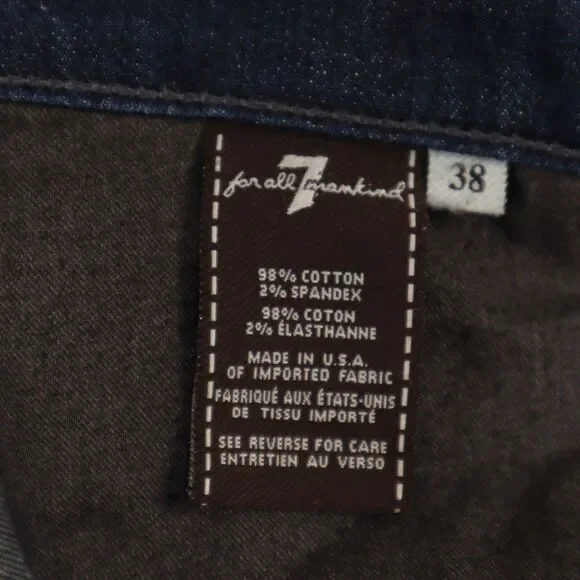 for all 7 mankind
38
98% COTTON
2% SPANDEX
98% COTON
2% ÉLASTHANNE
MADE IN U.S.A.
OF IMPORTED FABRIC
FABRIQUÉ AUX ÉTATS-UNIS
DE TISSU IMPORTÉ
SEE REVERSE FOR CARE
ENTRETIEN AU VERSO